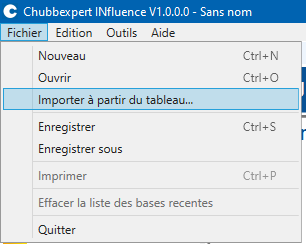 Chubbexpert INfluence V1.0.0.0 - Sans nom
Fichier Edition Outils Aide
Nouveau Ctrl+N
Ouvrir Ctrl+O
Importer à partir du tableau...
Enregistrer Ctrl+S
Enregistrer sous
Imprimer Ctrl+P
Effacer la liste des bases recentes
Quitter